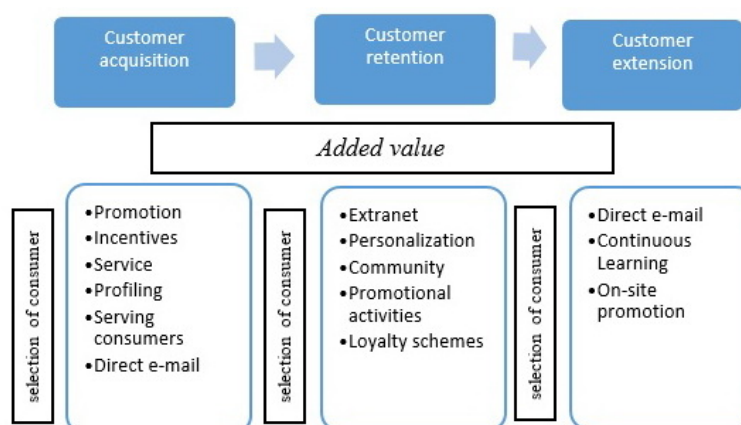 Customer
acquisition
Customer
retention
Customer
extension
Added value
selection of consumer
•Promotion
•Incentives
•Service
•Profiling
•Serving
consumers
•Direct e-mail
selection of consumer
•Extranet
•Personalization
•Community
•Promotional
activities
•Loyalty schemes
selection of consumer
•Direct e-mail
•Continuous
Learning
•On-site
promotion